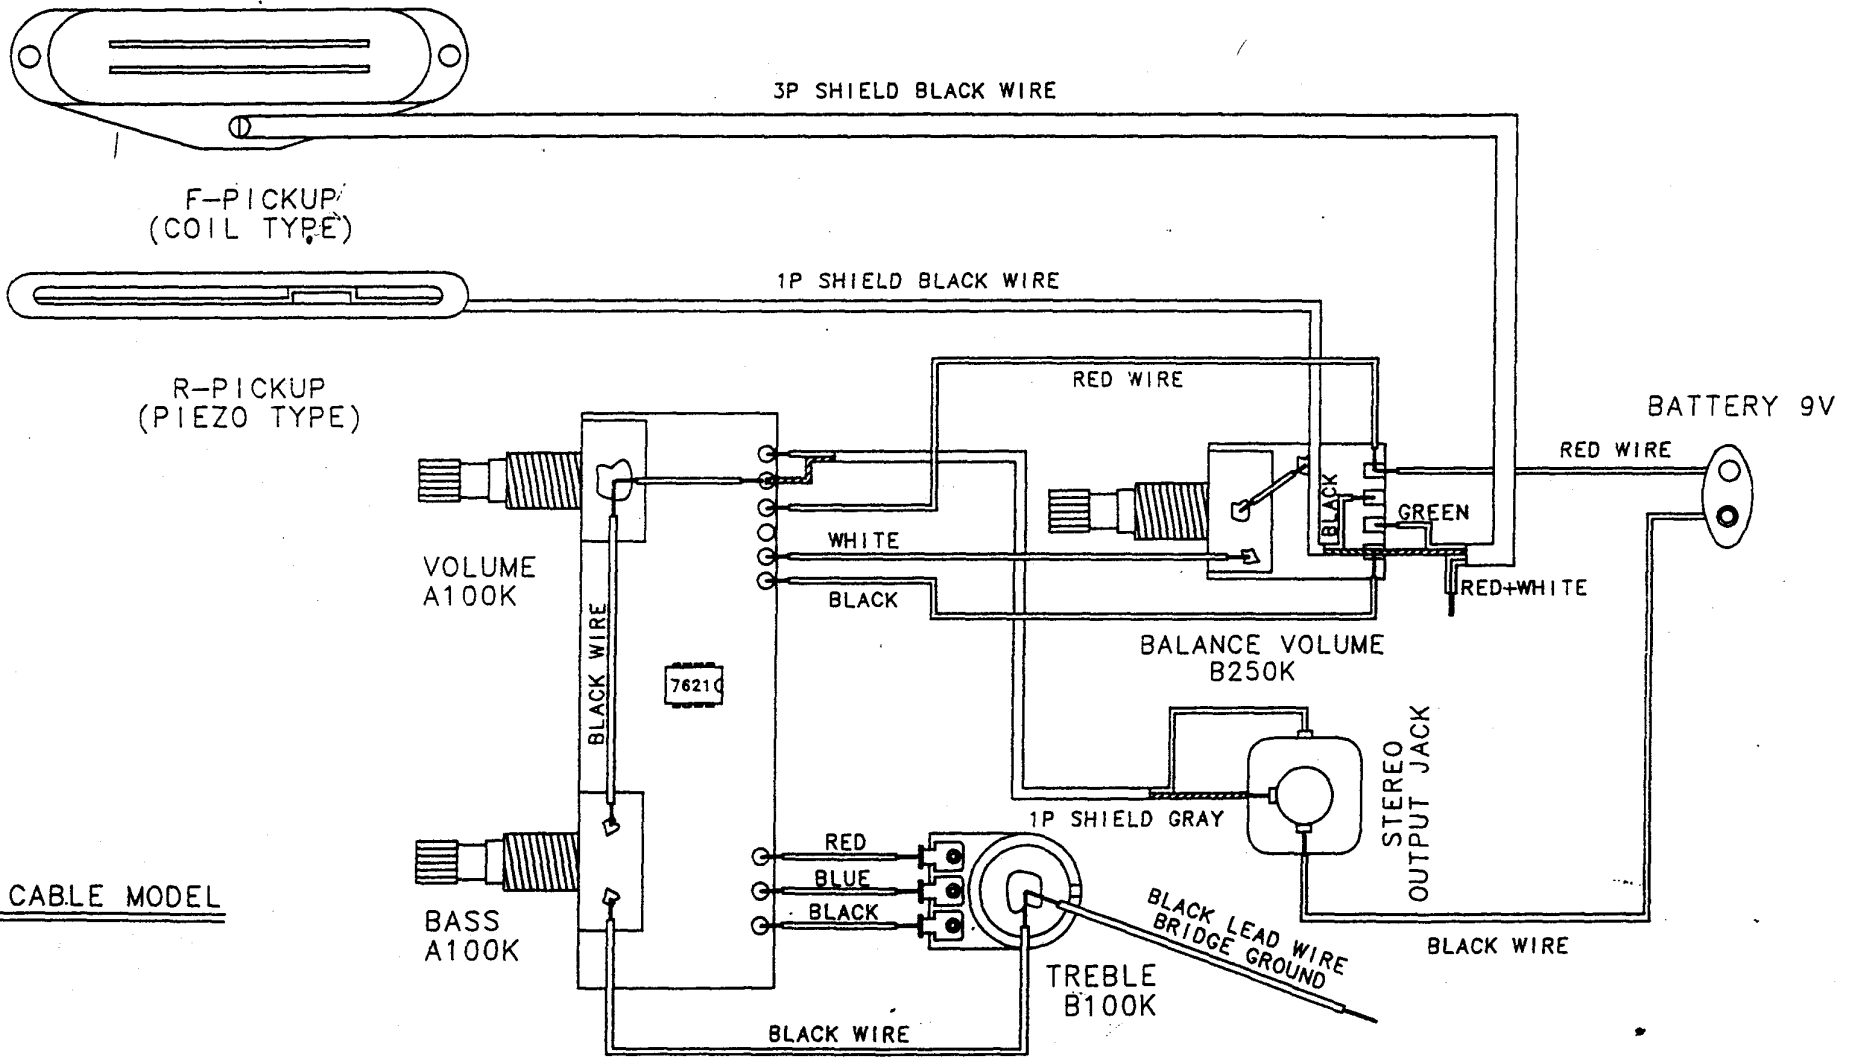 3P SHIELD BLACK WIRE
F-PICKUP
(COIL TYPE)
1P SHIELD BLACK WIRE
R-PICKUP
(PIEZO TYPE)
RED WIRE
BATTERY 9V
RED WIRE
BLACK
GREEN
WHITE
VOLUME
A100K
BLACK
RED+WHITE
BALANCE VOLUME
B250K
BLACK WIRE
7621
STEREO
OUTPUT JACK
1P SHIELD GRAY
RED
BLUE
BLACK
CABLE MODEL
BASS
A100K
BLACK LEAD WIRE
BRIDGE GROUND
BLACK WIRE
TREBLE
B100K
BLACK WIRE